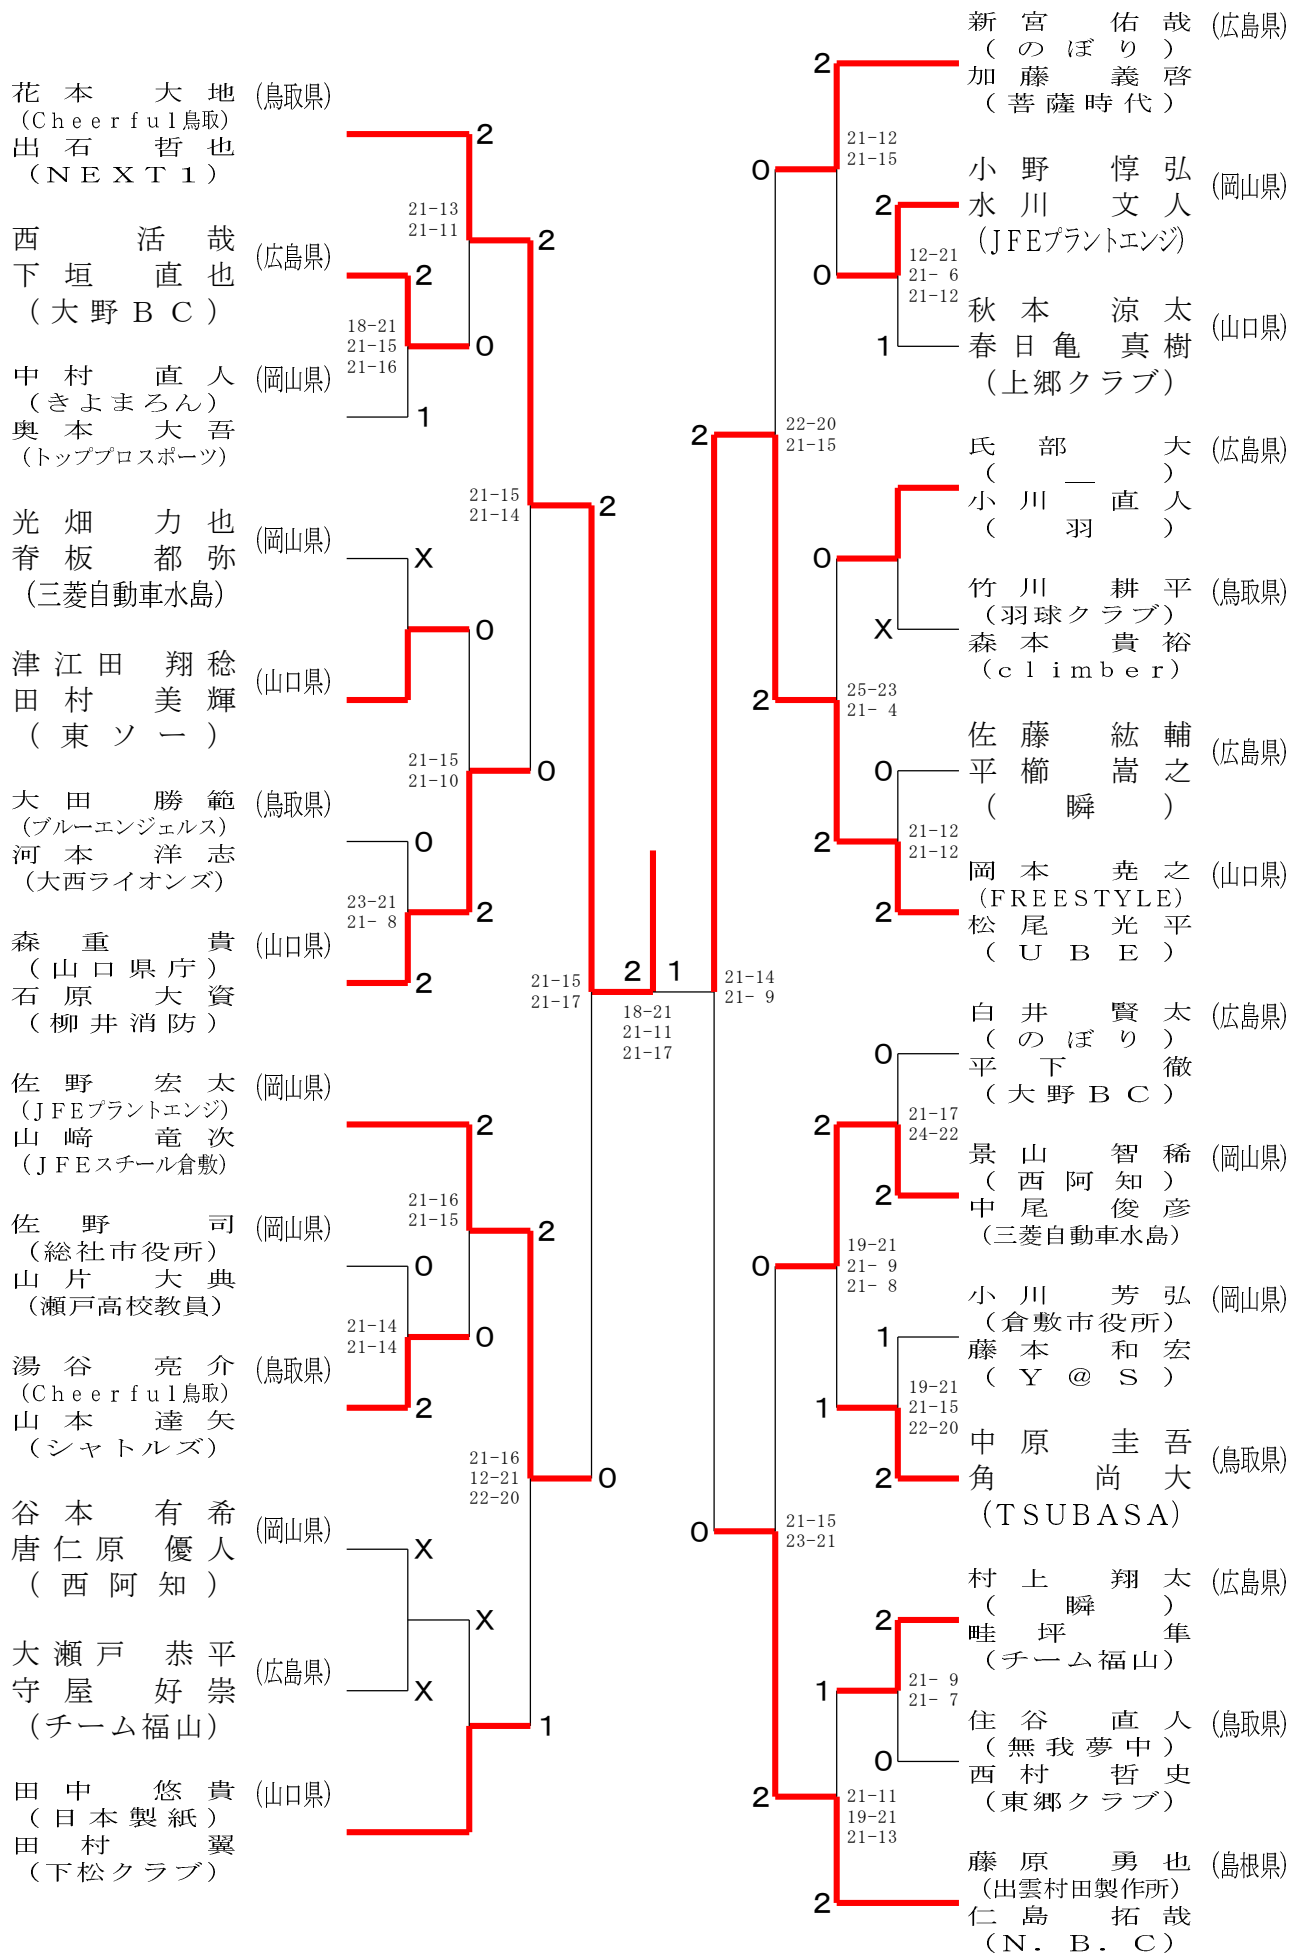 花本 大地 (鳥取県)
(Cheerful鳥取)
出石 哲也
(NEXT1)
2
21-13
21-11
2
西 活哉 (広島県)
下垣 直也
(大野BC)
2
18-21
21-15
21-16
0
中村 直人 (岡山県)
(きよまろん)
奥本 大吾
(トッププロスポーツ)
1
21-15
21-14
2
光畑 力也 (岡山県)
脊板 都弥
(三菱自動車水島)
X
0
津江田 翔稔 (山口県)
田村 美輝
(東ソー)
21-15
21-10
0
大田 勝範 (鳥取県)
(ブルーエンジェルス)
河本 洋志
(大西ライオンズ)
0
23-21
21- 8
2
森重 貴 (山口県)
(山口県庁)
石原 大資
(柳井消防)
2
21-15
21-17
2
1
18-21
21-11
21-17
佐野 宏太 (岡山県)
(JFEプラントエンジ)
山﨑 竜次
(JFEスチール倉敷)
2
21-16
21-15
2
佐野 司 (岡山県)
(総社市役所)
山片 大典
(瀬戸高校教員)
0
21-14
21-14
0
湯谷 亮介 (鳥取県)
(Cheerful鳥取)
山本 達矢
(シャトルズ)
2
21-16
12-21
22-20
0
谷本 有希 (岡山県)
唐仁原 優人
(西阿知)
X
X
大瀬戸 恭平 (広島県)
守屋 好崇
(チーム福山)
X
1
田中 悠貴 (山口県)
(日本製紙)
田村 翼
(下松クラブ)
新宮 佑哉 (広島県)
(のぼり)
加藤 義啓
(菩薩時代)
2
21-12
21-15
0
小野 惇弘 (岡山県)
水川 文人
(JFEプラントエンジ)
2
12-21
21- 6
21-12
0
秋本 涼太 (山口県)
春日亀 真樹
(上郷クラブ)
1
22-20
21-15
2
氏部 大 (広島県)
(__)
小川 直人
(羽)
0
竹川 耕平 (鳥取県)
(羽球クラブ)
森本 貴裕
(climber)
X
25-23
21- 4
2
佐藤 紘輔 (広島県)
平櫛 嵩之
(瞬)
0
21-12
21-12
2
岡本 尭之 (山口県)
(FREESTYLE)
松尾 光平
(UBE)
2
21-14
21- 9
白井 賢太 (広島県)
(のぼり)
平下 徹
(大野BC)
0
21-17
24-22
2
景山 智稀 (岡山県)
(西阿知)
中尾 俊彦
(三菱自動車水島)
2
19-21
21- 9
21- 8
0
小川 芳弘 (岡山県)
(倉敷市役所)
藤本 和宏
(Y@S)
1
19-21
21-15
22-20
1
中原 圭吾 (鳥取県)
角 尚大
(TSUBASA)
2
21-15
23-21
0
村上 翔太 (広島県)
(瞬)
畦坪 隼
(チーム福山)
2
21- 9
21- 7
1
住谷 直人 (鳥取県)
(無我夢中)
西村 哲史
(東郷クラブ)
0
21-11
19-21
21-13
2
藤原 勇也 (島根県)
(出雲村田製作所)
仁島 拓哉
(N.B.C)
2